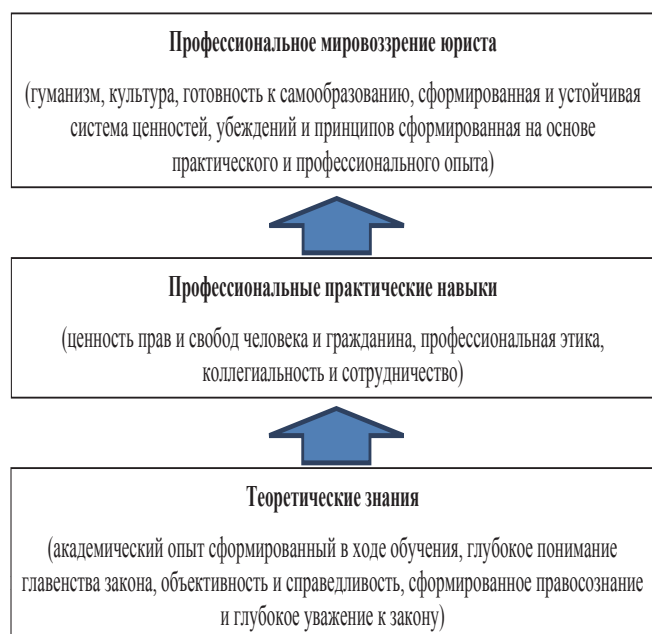 Профессиональное мировоззрение юриста
(гуманизм, культура, готовность к самообразованию, сформированная и устойчивая
система ценностей, убеждений и принципов сформированная на основе
практического и профессионального опыта)
Профессиональные практические навыки
(ценность прав и свобод человека и гражданина, профессиональная этика,
коллегиальность и сотрудничество)
Теоретические знания
(академический опыт сформированный в ходе обучения, глубокое понимание
главенства закона, объективность и справедливость, сформированное правосознание
и глубокое уважение к закону)